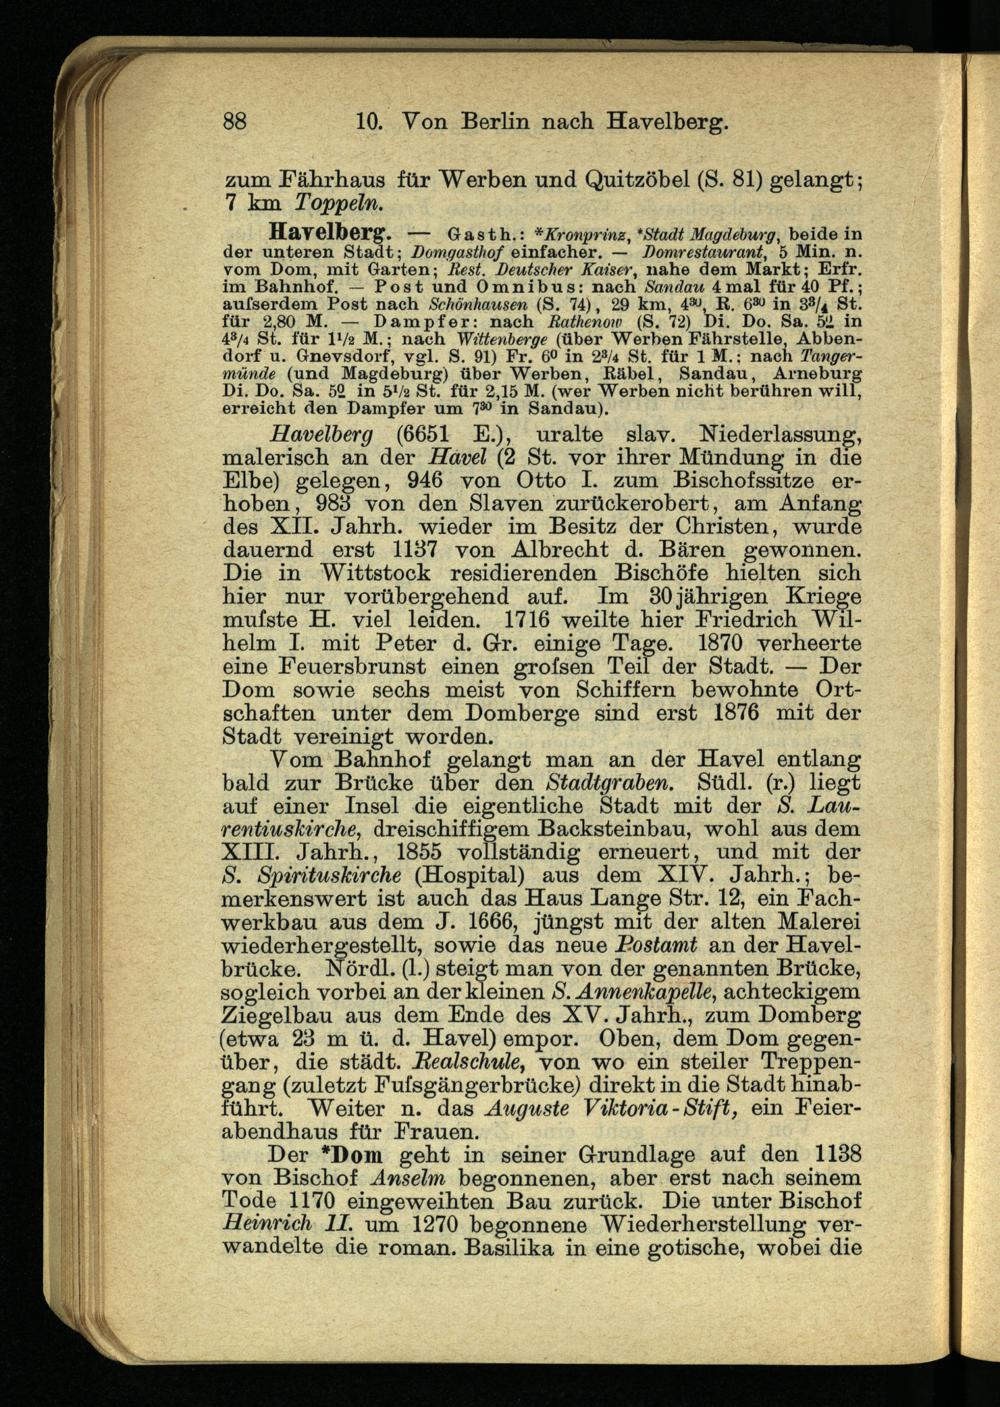 88 10. Von Berlin nach Havelberg.
zum Fährhaus für Werben und Quitzöbel (S. 81) gelangt;
7 km Toppeln.
Havelberg. — Gasth.: *Kronprinz, *Stadt Magdeburg, beide in
der unteren Stadt; Domgasthof einfacher. — Domrestaurant, 5 Min. n.
vom Dom, mit Garten; Rest. Deutscher Kaiser, nahe dem Markt; Erfr.
im Bahnhof. — Post und Omnibus: nach Sandau 4 mal für 40 Pf.;
aufserdem Post nach Schönhausen (S. 74), 29 km, 4³⁰, R. 6³⁰ in 3³/₄ St.
für 2,80 M. — Dampfer: nach Rathenow (S. 72) Di. Do. Sa. 5⁰ in
4³/₄ St. für 1¹/₂ M.; nach Wittenberge (über Werben Fährstelle, Abben-
dorf u. Gnevsdorf, vgl. S. 91) Fr. 6⁰ in 2³/₄ St. für 1 M.; nach Tanger-
münde (und Magdeburg) über Werben, Räbel, Sandau, Arneburg
Di. Do. Sa. 5⁰ in 5¹/₂ St. für 2,15 M. (wer Werben nicht berühren will,
erreicht den Dampfer um 7³⁰ in Sandau).
Havelberg (6651 E.), uralte slav. Niederlassung,
malerisch an der Havel (2 St. vor ihrer Mündung in die
Elbe) gelegen, 946 von Otto I. zum Bischofssitze er-
hoben, 983 von den Slaven zurückerobert, am Anfang
des XII. Jahrh. wieder im Besitz der Christen, wurde
dauernd erst 1137 von Albrecht d. Bären gewonnen.
Die in Wittstock residierenden Bischöfe hielten sich
hier nur vorübergehend auf. Im 30jährigen Kriege
mufste H. viel leiden. 1716 weilte hier Friedrich Wil-
helm I. mit Peter d. Gr. einige Tage. 1870 verheerte
eine Feuersbrunst einen grofsen Teil der Stadt. — Der
Dom sowie sechs meist von Schiffern bewohnte Ort-
schaften unter dem Domberge sind erst 1876 mit der
Stadt vereinigt worden.
Vom Bahnhof gelangt man an der Havel entlang
bald zur Brücke über den Stadtgraben. Südl. (r.) liegt
auf einer Insel die eigentliche Stadt mit der S. Lau-
rentiuskirche, dreischiffigem Backsteinbau, wohl aus dem
XIII. Jahrh., 1855 vollständig erneuert, und mit der
S. Spirituskirche (Hospital) aus dem XIV. Jahrh.; be-
merkenswert ist auch das Haus Lange Str. 12, ein Fach-
werkbau aus dem J. 1666, jüngst mit der alten Malerei
wiederhergestellt, sowie das neue Postamt an der Havel-
brücke. Nördl. (l.) steigt man von der genannten Brücke,
sogleich vorbei an der kleinen S. Annenkapelle, achteckigem
Ziegelbau aus dem Ende des XV. Jahrh., zum Domberg
(etwa 23 m ü. d. Havel) empor. Oben, dem Dom gegen-
über, die städt. Realschule, von wo ein steiler Treppen-
gang (zuletzt Fufsgängerbrücke) direkt in die Stadt hinab-
führt. Weiter n. das Auguste Viktoria-Stift, ein Feier-
abendhaus für Frauen.
Der *Dom geht in seiner Grundlage auf den 1138
von Bischof Anselm begonnenen, aber erst nach seinem
Tode 1170 eingeweihten Bau zurück. Die unter Bischof
Heinrich II. um 1270 begonnene Wiederherstellung ver-
wandelte die roman. Basilika in eine gotische, wobei die